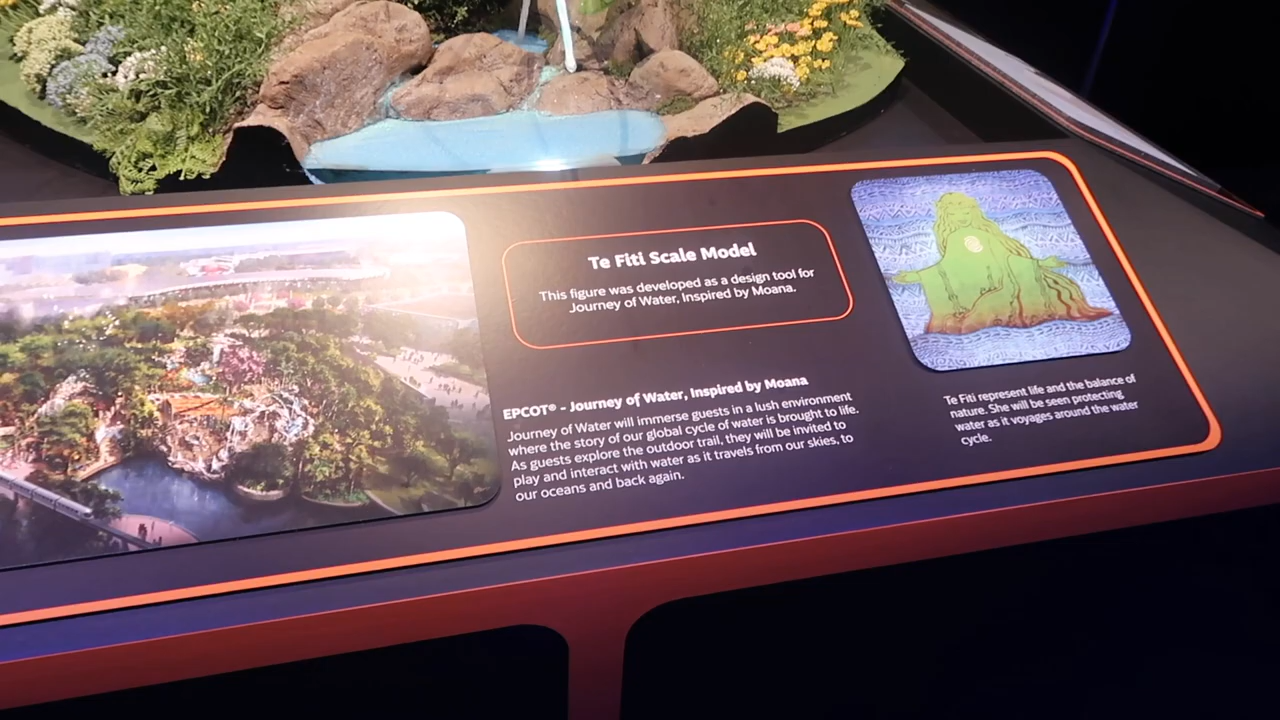 Te Fiti Scale Model
This figure was developed as a design tool for
Journey of Water, Inspired by Moana.
EPCOT® - Journey of Water, Inspired by Moana
Journey of Water will immerse guests in a lush environment
where the story of our global cycle of water is brought to life.
As guests explore the outdoor trail, they will be invited to
play and interact with water as it travels from our skies, to
our oceans and back again.
Te Fiti represent life and the balance of
nature. She will be seen protecting
water as it voyages around the water
cycle.